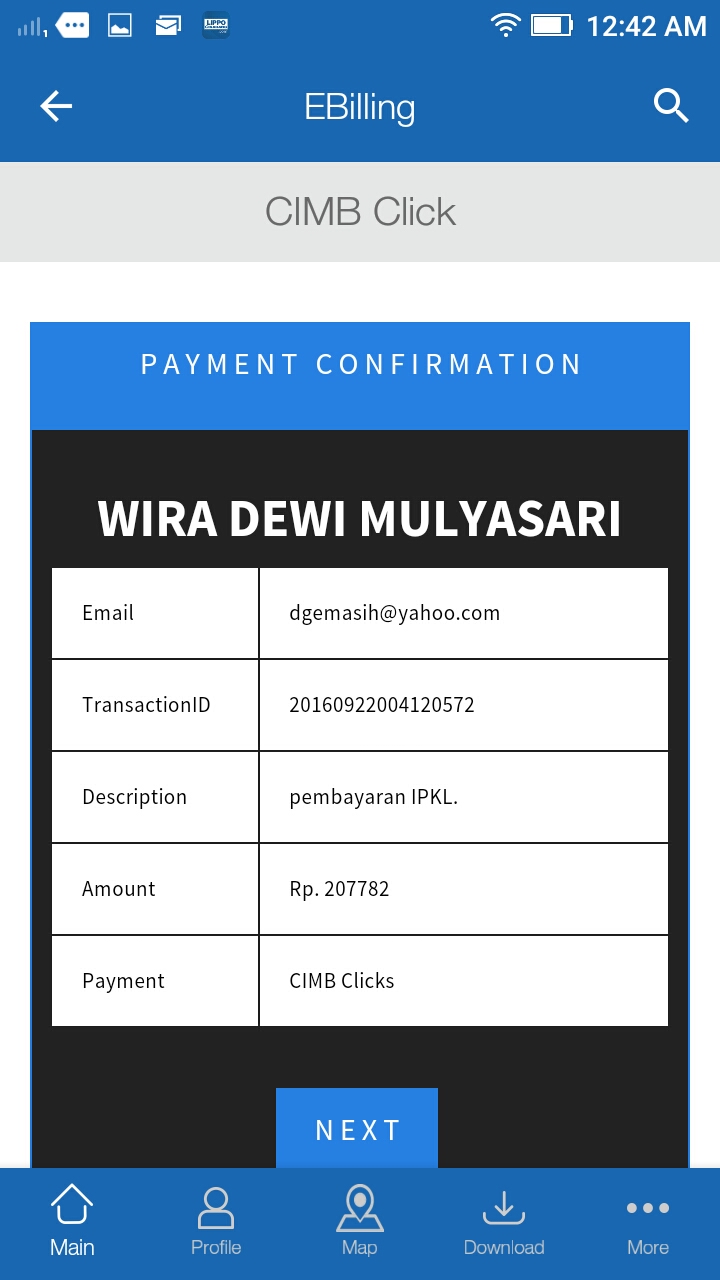 12:42 AM
EBilling
CIMB Click
PAYMENT CONFIRMATION
WIRA DEWI MULYASARI
Email dgemasih@yahoo.com
TransactionID 20160922004120572
Description pembayaran IPKL.
Amount Rp. 207782
Payment CIMB Clicks
NEXT
Main Profile Map Download More